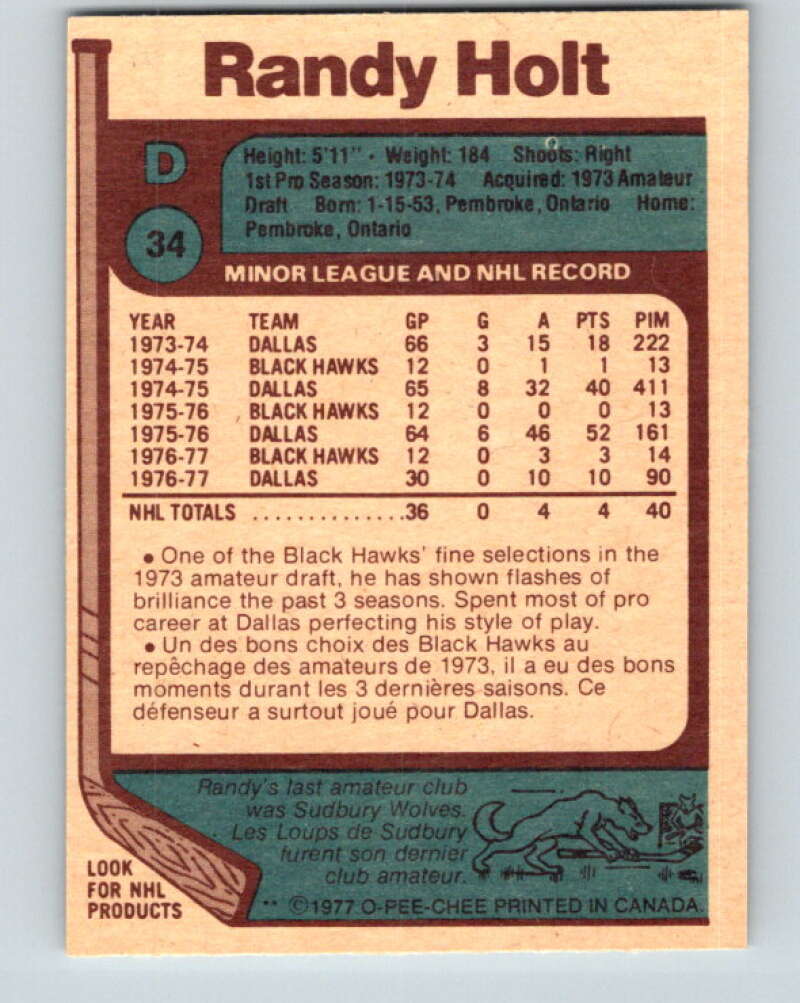 Randy Holt
D
34
Height: 5'11" • Weight: 184 Shoots: Right
1st Pro Season: 1973-74 Acquired: 1973 Amateur
Draft Born: 1-15-53, Pembroke, Ontario Home:
Pembroke, Ontario
MINOR LEAGUE AND NHL RECORD
YEAR TEAM GP G A PTS PIM
1973-74 DALLAS 66 3 15 18 222
1974-75 BLACK HAWKS 12 0 1 1 13
1974-75 DALLAS 65 8 32 40 411
1975-76 BLACK HAWKS 12 0 0 0 13
1975-76 DALLAS 64 6 46 52 161
1976-77 BLACK HAWKS 12 0 3 3 14
1976-77 DALLAS 30 0 10 10 90
NHL TOTALS ..............36 0 4 4 40
• One of the Black Hawks' fine selections in the
1973 amateur draft, he has shown flashes of
brilliance the past 3 seasons. Spent most of pro
career at Dallas perfecting his style of play.
• Un des bons choix des Black Hawks au
repêchage des amateurs de 1973, il a eu des bons
moments durant les 3 dernières saisons. Ce
défenseur a surtout joué pour Dallas.
Randy's last amateur club
was Sudbury Wolves.
Les Loups de Sudbury
furent son dernier
club amateur.
LOOK
FOR NHL
PRODUCTS
** ©1977 O-PEE-CHEE PRINTED IN CANADA.